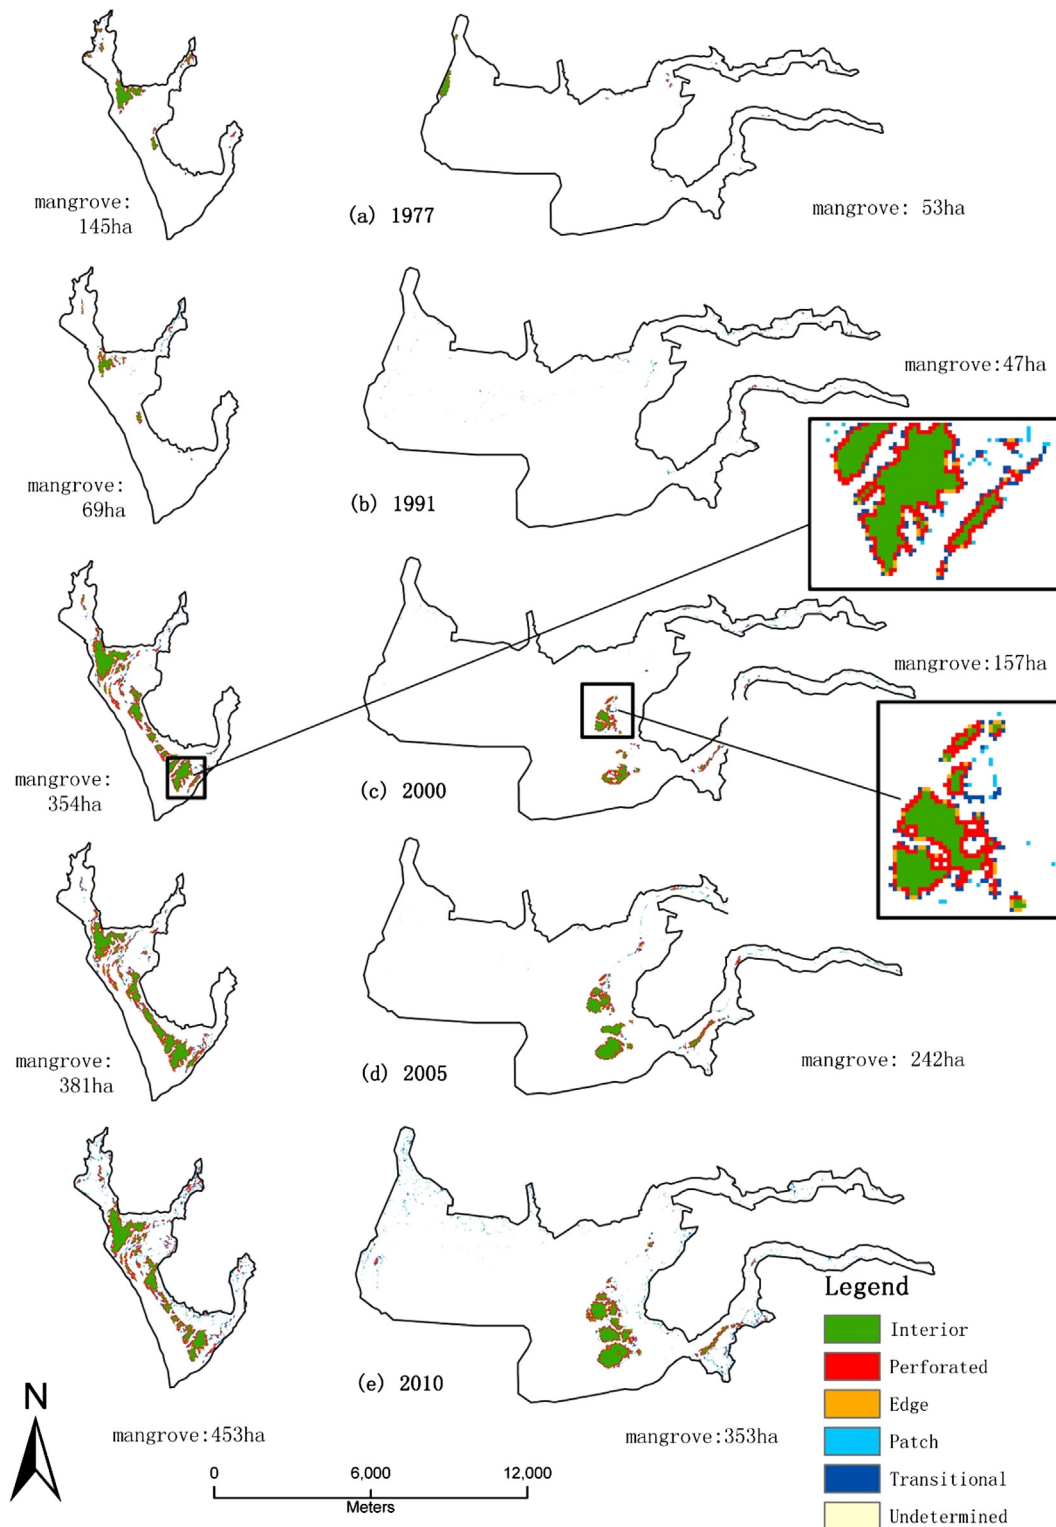 mangrove:
145ha
(a) 1977
mangrove: 53ha
mangrove:
69ha
(b) 1991
mangrove:47ha
mangrove:
354ha
(c) 2000
mangrove:157ha
mangrove:
381ha
(d) 2005
mangrove: 242ha
(e) 2010
mangrove:453ha
mangrove:353ha
N
0 6,000 12,000
Meters
Legend
Interior
Perforated
Edge
Patch
Transitional
Undetermined